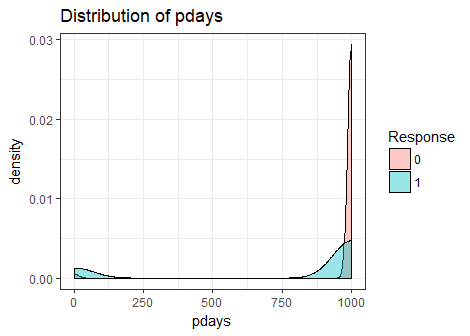 Distribution of pdays
0.03
0.02
0.01
0.00
density
0
250
500
750
1000
pdays
Response
0
1